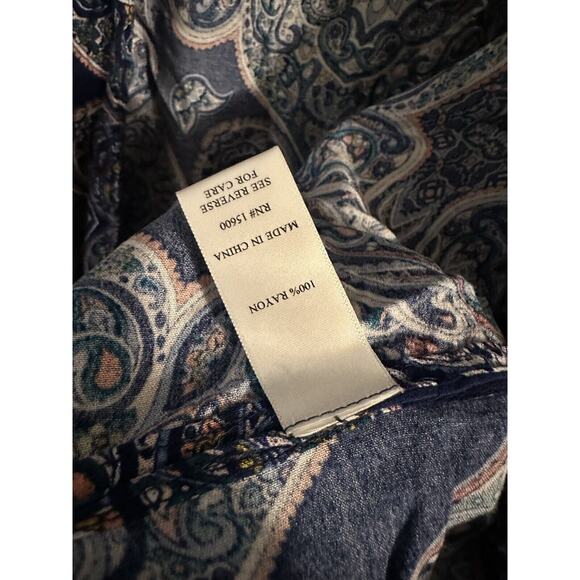 100% RAYON
MADE IN CHINA
RN# 15600
SEE REVERSE
FOR CARE